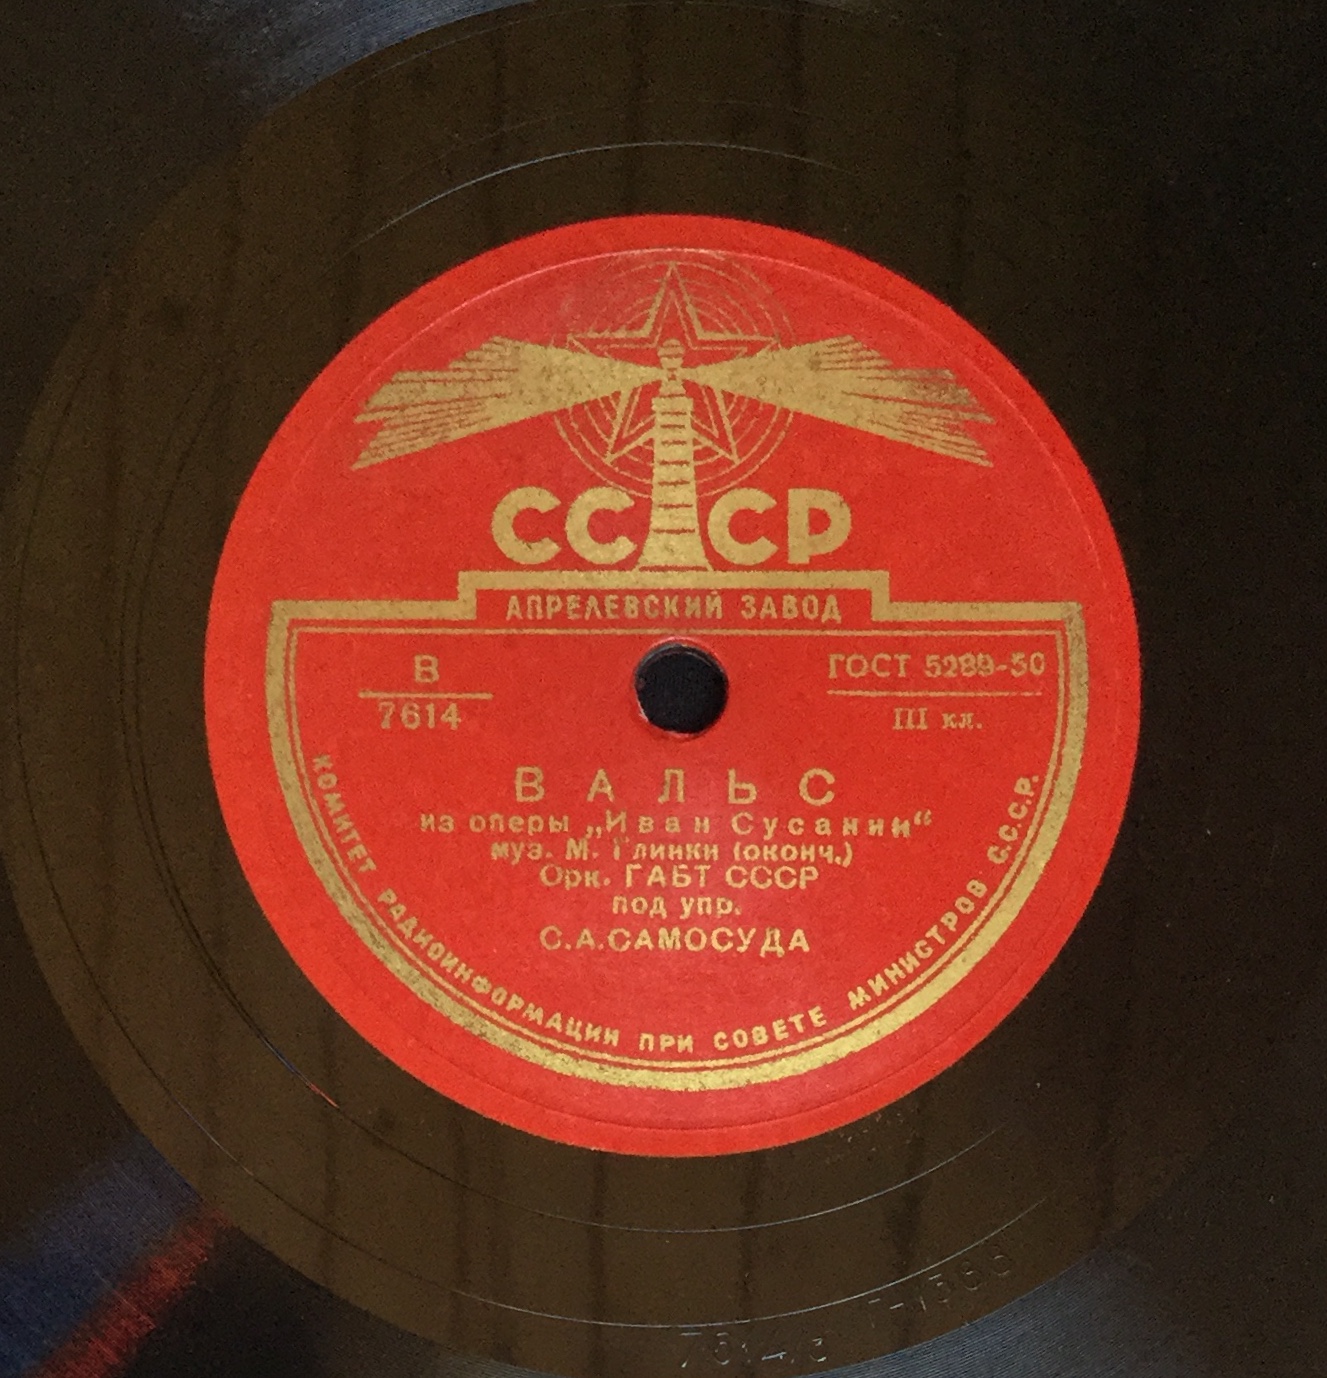 СССР
АПРЕЛЕВСКИЙ ЗАВОД
В
7614
ГОСТ 5289-50
III кл.
ВАЛЬС
из оперы „Иван Сусанин“
муз. М. Глинки (оконч.)
Орк. ГАБТ СССР
под упр.
С.А.САМОСУДА
КОМИТЕТ РАДИОИНФОРМАЦИИ ПРИ СОВЕТЕ МИНИСТРОВ С.С.С.Р.